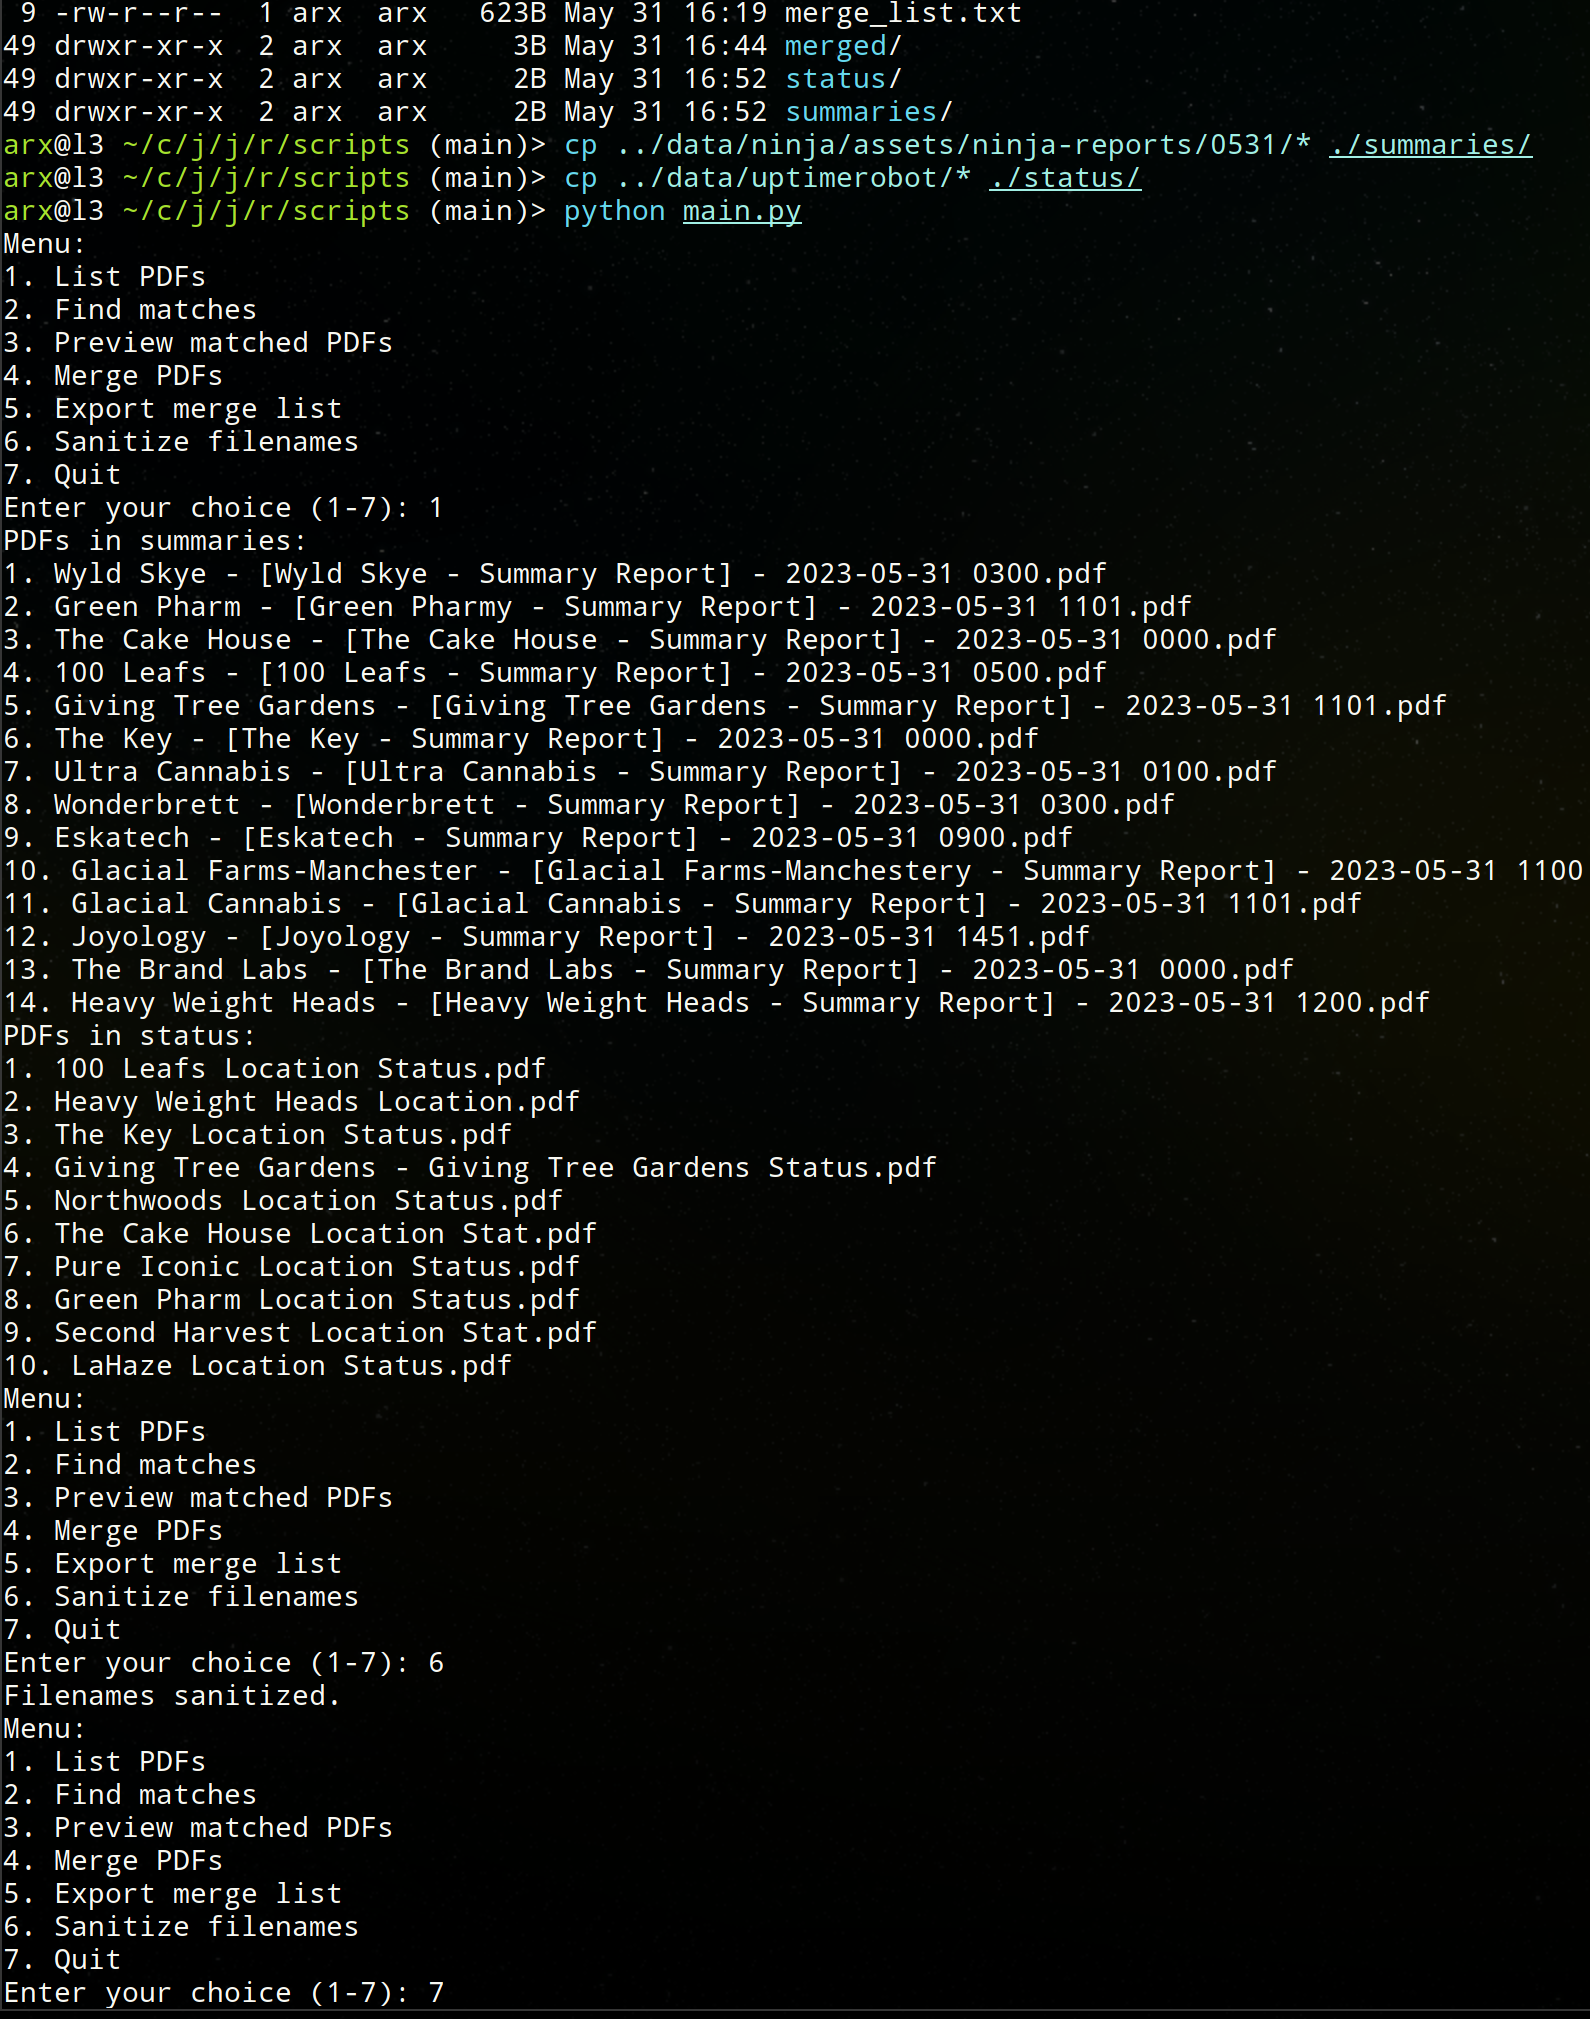 9 -rw-r--r--  1 arx  arx   623B May 31 16:19 merge_list.txt
49 drwxr-xr-x  2 arx  arx     3B May 31 16:44 merged/
49 drwxr-xr-x  2 arx  arx     2B May 31 16:52 status/
49 drwxr-xr-x  2 arx  arx     2B May 31 16:52 summaries/
arx@l3 ~/c/j/j/r/scripts (main)> cp ../data/ninja/assets/ninja-reports/0531/* ./summaries/
arx@l3 ~/c/j/j/r/scripts (main)> cp ../data/uptimerobot/* ./status/
arx@l3 ~/c/j/j/r/scripts (main)> python main.py
Menu:
1. List PDFs
2. Find matches
3. Preview matched PDFs
4. Merge PDFs
5. Export merge list
6. Sanitize filenames
7. Quit
Enter your choice (1-7): 1
PDFs in summaries:
1. Wyld Skye - [Wyld Skye - Summary Report] - 2023-05-31 0300.pdf
2. Green Pharm - [Green Pharmy - Summary Report] - 2023-05-31 1101.pdf
3. The Cake House - [The Cake House - Summary Report] - 2023-05-31 0000.pdf
4. 100 Leafs - [100 Leafs - Summary Report] - 2023-05-31 0500.pdf
5. Giving Tree Gardens - [Giving Tree Gardens - Summary Report] - 2023-05-31 1101.pdf
6. The Key - [The Key - Summary Report] - 2023-05-31 0000.pdf
7. Ultra Cannabis - [Ultra Cannabis - Summary Report] - 2023-05-31 0100.pdf
8. Wonderbrett - [Wonderbrett - Summary Report] - 2023-05-31 0300.pdf
9. Eskatech - [Eskatech - Summary Report] - 2023-05-31 0900.pdf
10. Glacial Farms-Manchester - [Glacial Farms-Manchestery - Summary Report] - 2023-05-31 1100
11. Glacial Cannabis - [Glacial Cannabis - Summary Report] - 2023-05-31 1101.pdf
12. Joyology - [Joyology - Summary Report] - 2023-05-31 1451.pdf
13. The Brand Labs - [The Brand Labs - Summary Report] - 2023-05-31 0000.pdf
14. Heavy Weight Heads - [Heavy Weight Heads - Summary Report] - 2023-05-31 1200.pdf
PDFs in status:
1. 100 Leafs Location Status.pdf
2. Heavy Weight Heads Location.pdf
3. The Key Location Status.pdf
4. Giving Tree Gardens - Giving Tree Gardens Status.pdf
5. Northwoods Location Status.pdf
6. The Cake House Location Stat.pdf
7. Pure Iconic Location Status.pdf
8. Green Pharm Location Status.pdf
9. Second Harvest Location Stat.pdf
10. LaHaze Location Status.pdf
Menu:
1. List PDFs
2. Find matches
3. Preview matched PDFs
4. Merge PDFs
5. Export merge list
6. Sanitize filenames
7. Quit
Enter your choice (1-7): 6
Filenames sanitized.
Menu:
1. List PDFs
2. Find matches
3. Preview matched PDFs
4. Merge PDFs
5. Export merge list
6. Sanitize filenames
7. Quit
Enter your choice (1-7): 7